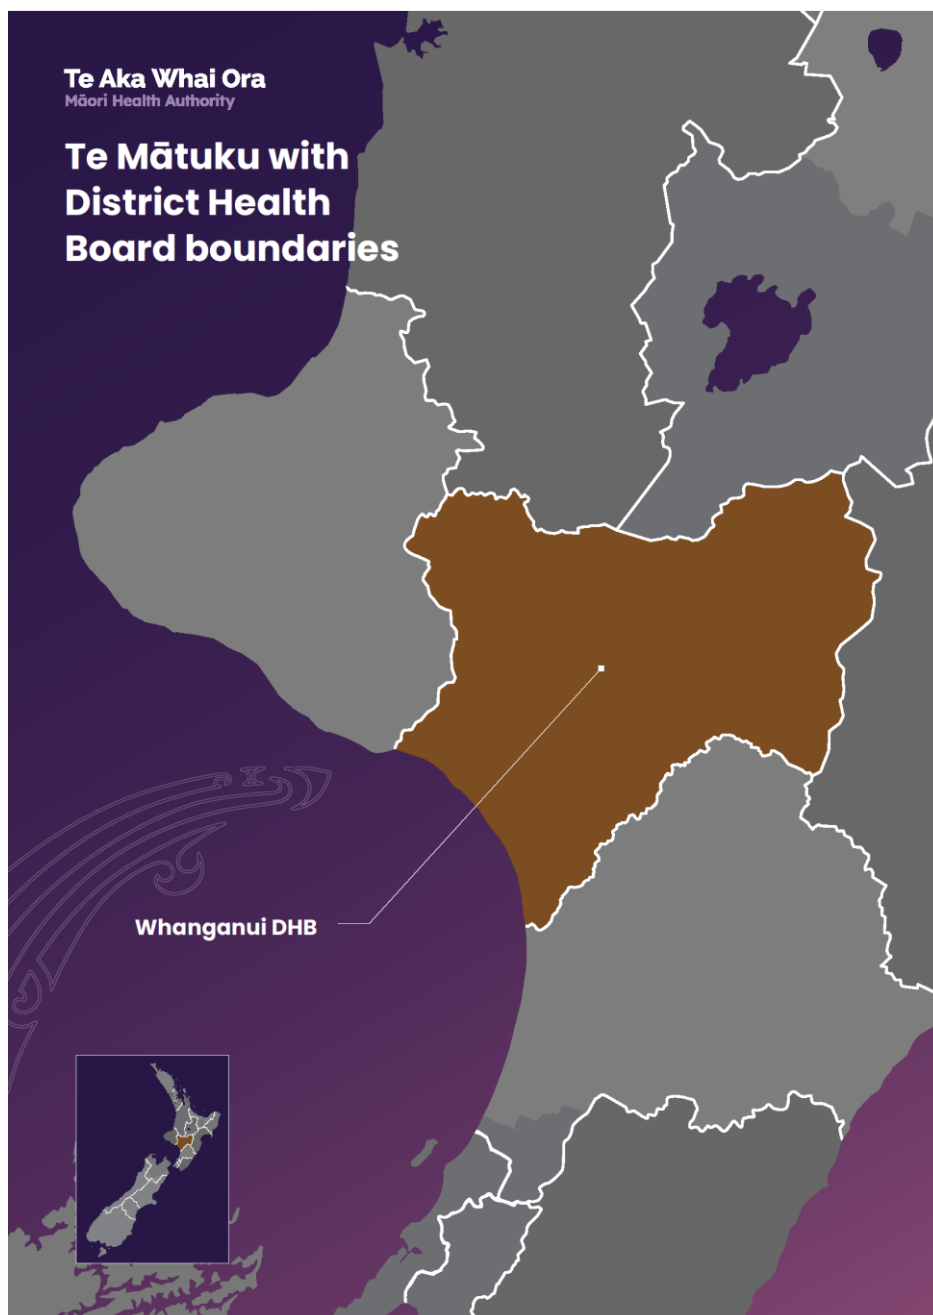 Te Aka Whai Ora
Māori Health Authority
Te Mātuku with
District Health
Board boundaries
Whanganui DHB